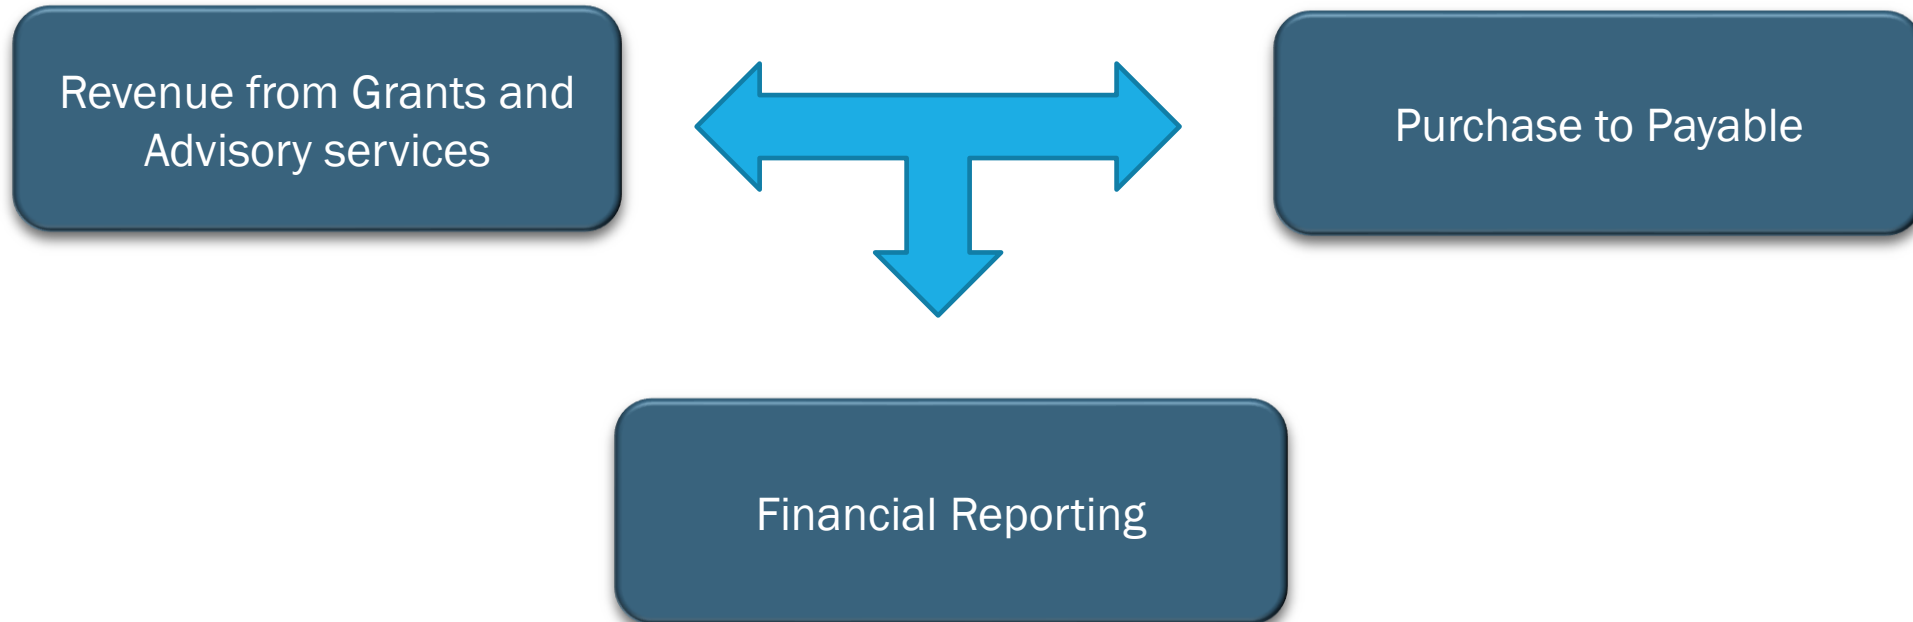 Revenue from Grants and
Advisory services
Purchase to Payable
Financial Reporting